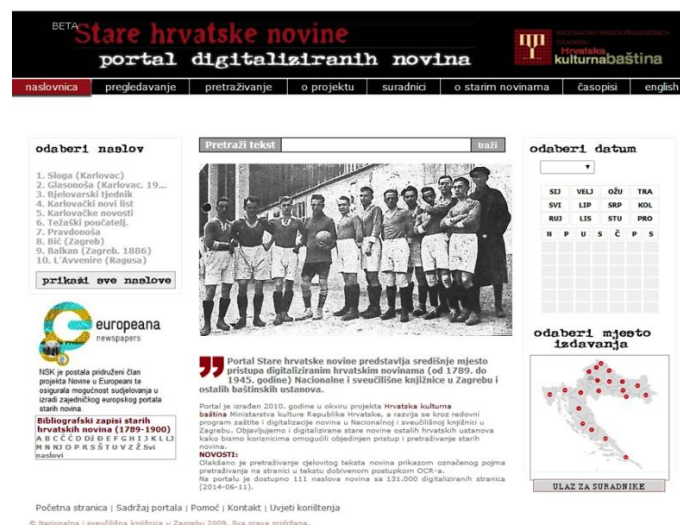 BETA
Stare hrvatske novine
portal digitaliziranih novina
Hrvatska
kulturnabaština
naslovnica pregledavanje pretraživanje o projektu suradnici o starim novinama časopisi english
odaberi naslov
1. Sloga (Karlovac)
2. Glasonoša (Karlovac. 19...
3. Bjelovarski tjednik
4. Karlovački novi list
5. Karlovačke novosti
6. Težaški poučatelj.
7. Pravdonoša
8. Bič (Zagreb)
9. Balkan (Zagreb. 1886)
10. L'Avvenire (Ragusa)
prikaži sve naslove
europeana
newspapers
NSK je postala pridruženi član
projekta Novine u Europeani te
osigurala mogućnost sudjelovanja u
izradi zajedničkog europskog portala
starih novina.
Bibliografski zapisi starih
hrvatskih novina (1789-1900)
A B C Č Ć D Dž Đ E F G H I J K L LJ
M N NJ O P R S Š T U V Z Ž Svi
naslovi
Pretraži tekst traži
Portal Stare hrvatske novine predstavlja središnje mjesto
pristupa digitaliziranim hrvatskim novinama (od 1789. do
1945. godine) Nacionalne i sveučilišne knjižnice u Zagrebu i
ostalih baštinskih ustanova.
Portal je izrađen 2010. godine u okviru projekta Hrvatska kulturna
baština Ministarstva kulture Republike Hrvatske, a razvija se kroz redovni
program zaštite i digitalizacije novina u Nacionalnoj i sveučilišnoj knjižnici u
Zagrebu. Objavljujemo i digitalizirane stare novine ostalih hrvatskih ustanova
kako bismo korisnicima omogućili objedinjen pristup i pretraživanje starih
novina.
NOVOSTI:
Olakšano je pretraživanje cjelovitog teksta novina prikazom označenog pojma
pretraživanja na stranici u tekstu dobivenom postupkom OCR-a.
Na portalu je dostupno 111 naslova novina sa 131.000 digitaliziranih stranica
(2014-06-11).
odaberi datum
SIJ VELJ OŽU TRA
SVI LIP SRP KOL
RUJ LIS STU PRO
N P U S Č P S
odaberi mjesto
izdavanja
ULAZ ZA SURADNIKE
Početna stranica | Sadržaj portala | Pomoć | Kontakt | Uvjeti korištenja
© Nacionalna i sveučilišna knjižnica u Zagrebu 2009. Sva prava pridržana.